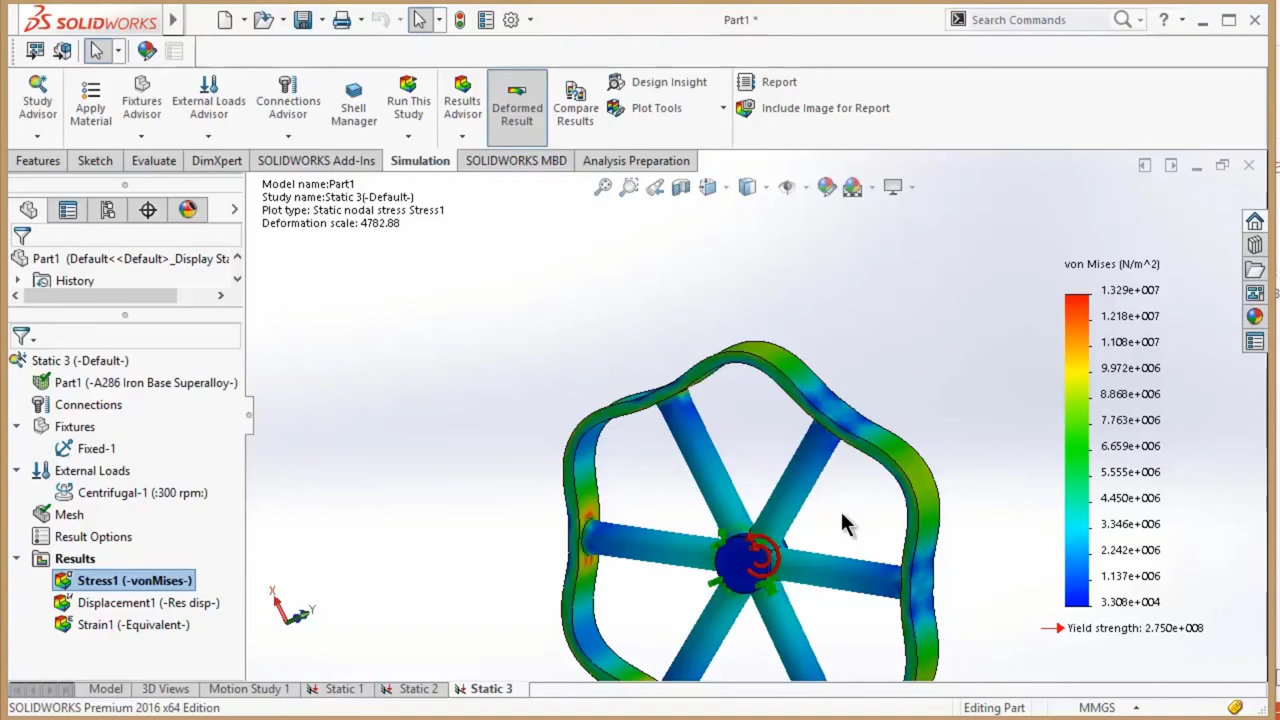 SOLIDWORKS
Part1 *
Search Commands
?
Study Advisor
Apply Material
Fixtures Advisor
External Loads Advisor
Connections Advisor
Shell Manager
Run This Study
Results Advisor
Deformed Result
Compare Results
Design Insight
Plot Tools
Report
Include Image for Report
Features
Sketch
Evaluate
DimXpert
SOLIDWORKS Add-Ins
Simulation
SOLIDWORKS MBD
Analysis Preparation
Model name:Part1
Study name:Static 3(-Default-)
Plot type: Static nodal stress Stress1
Deformation scale: 4782.88
Part1 (Default<<Default>_Display Sta
History
Static 3 (-Default-)
Part1 (-A286 Iron Base Superalloy-)
Connections
Fixtures
Fixed-1
External Loads
Centrifugal-1 (:300 rpm:)
Mesh
Result Options
Results
Stress1 (-vonMises-)
Displacement1 (-Res disp-)
Strain1 (-Equivalent-)
von Mises (N/m^2)
1.329e+007
1.218e+007
1.108e+007
9.972e+006
8.868e+006
7.763e+006
6.659e+006
5.555e+006
4.450e+006
3.346e+006
2.242e+006
1.137e+006
3.308e+004
Yield strength: 2.750e+008
X
Y
Model
3D Views
Motion Study 1
Static 1
Static 2
Static 3
SOLIDWORKS Premium 2016 x64 Edition
Editing Part
MMGS